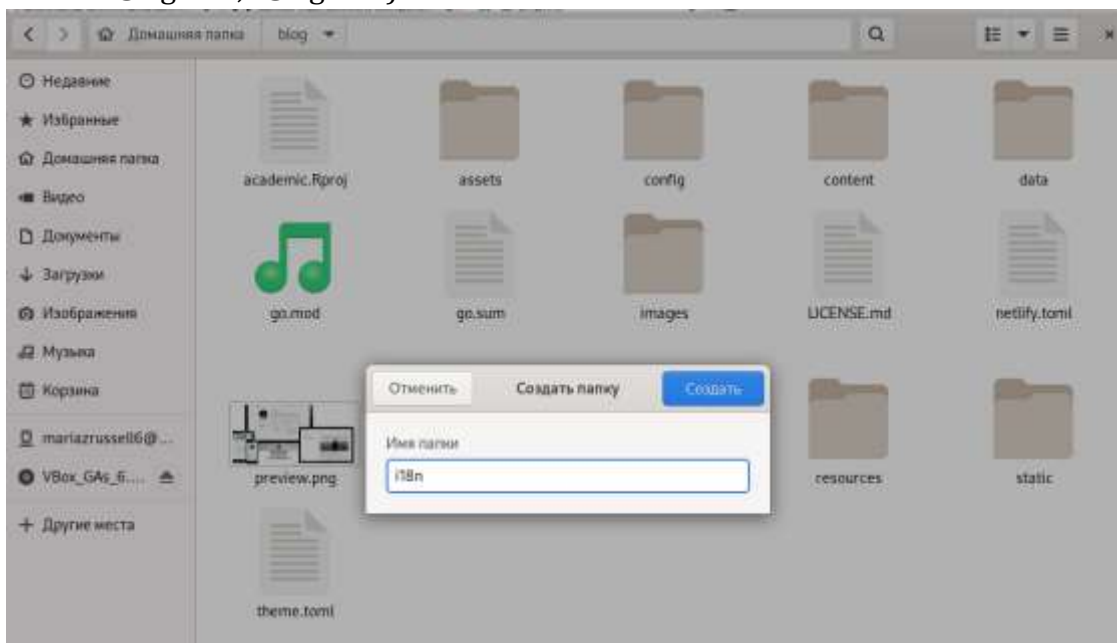 Домашняя папка blog
Недавние
Избранные
Домашняя папка
Видео
Документы
Загрузки
Изображения
Музыка
Корзина
mariazrussell6@...
VBox_GAs_6....
Другие места
academic.Rproj assets config content data
go.mod go.sum images LICENSE.md netlify.toml
preview.png resources static
theme.toml
Отменить Создать папку Создать
Имя папки
i18n